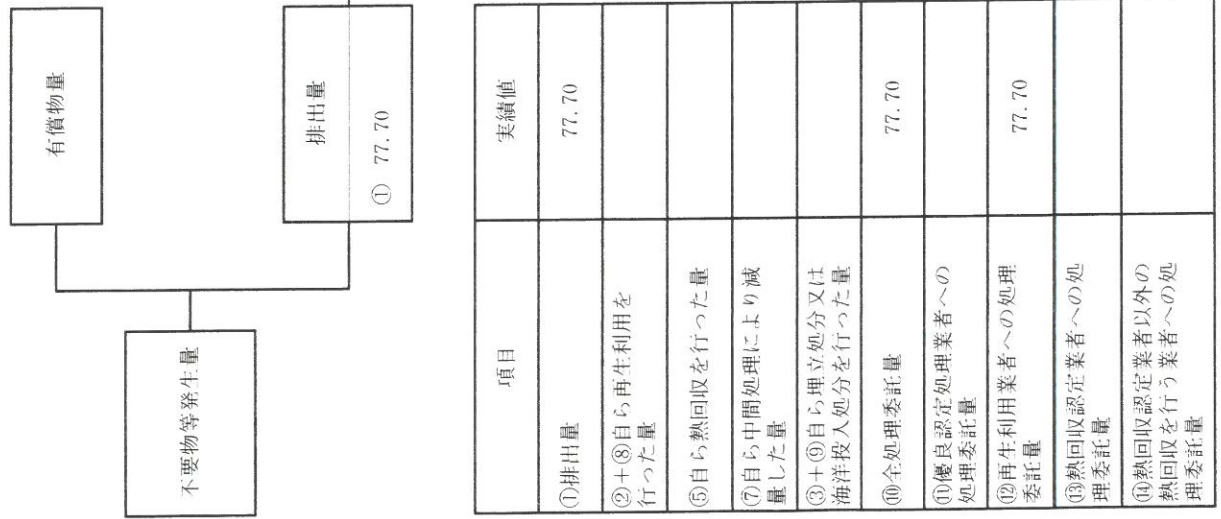 有償物量
不要物等発生量
排出量
① 77.70
項目
実績値
①排出量
77.70
②+⑧自ら再生利用を
行った量
⑤自ら熱回収を行った量
⑦自ら中間処理により減
量した量
③+⑨自ら埋立処分又は
海洋投入処分を行った量
⑩全処理委託量
77.70
⑪優良認定処理業者への
処理委託量
⑫再生利用業者への処理
委託量
77.70
⑬熱回収認定業者への処
理委託量
⑭熱回収認定業者以外の
熱回収を行う業者への処
理委託量